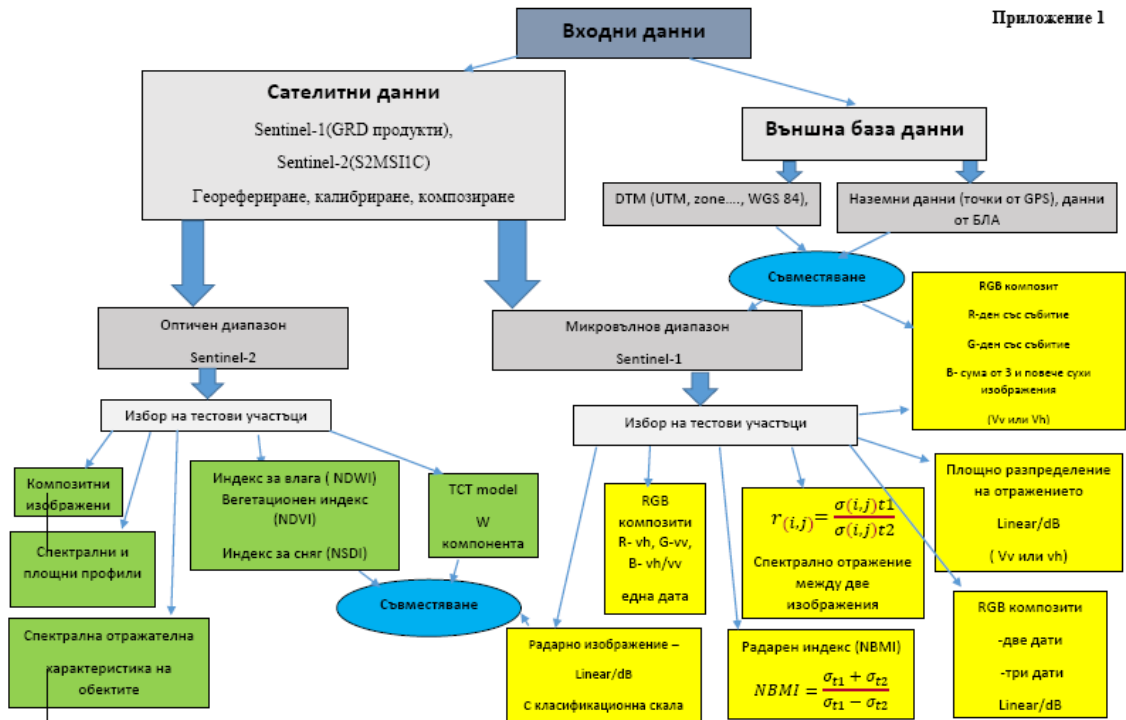 Приложение 1
Входни данни
Сателитни данни
Sentinel-1(GRD продукти),
Sentinel-2(S2MSI1C)
Георефериране, калибриране, композиране
Външна база данни
DTM (UTM, zone...., WGS 84),
Наземни данни (точки от GPS), данни
от БЛА
Съвместяване
Оптичен диапазон
Sentinel-2
Микровълнов диапазон
Sentinel-1
RGB композит
R-ден със събитие
G-ден със събитие
B- сума от 3 и повече сухи
изображения
(Vv или Vh)
Избор на тестови участъци
Избор на тестови участъци
Композитни
изображени
Спектрални и
площни профили
Спектрална отражателна
характеристика на
обектите
Индекс за влага ( NDWI)
Вегетационен индекс
(NDVI)
Индекс за сняг (NSDI)
TCT model
W
компонента
Съвместяване
RGB
композити
R- vh, G-vv,
B- vh/vv
една дата
r(i,j)= σ(i,j)t1 / σ(i,j)t2
Спектрално отражение
между две
изображения
Площно разпределение
на отражението
Linear/dB
( Vv или vh)
Радарно изображение –
Linear/dB
С класификационна скала
Радарен индекс (NBMI)
NBMI = σt1 + σt2 / σt1 − σt2
RGB композити
-две дати
-три дати
Linear/dB